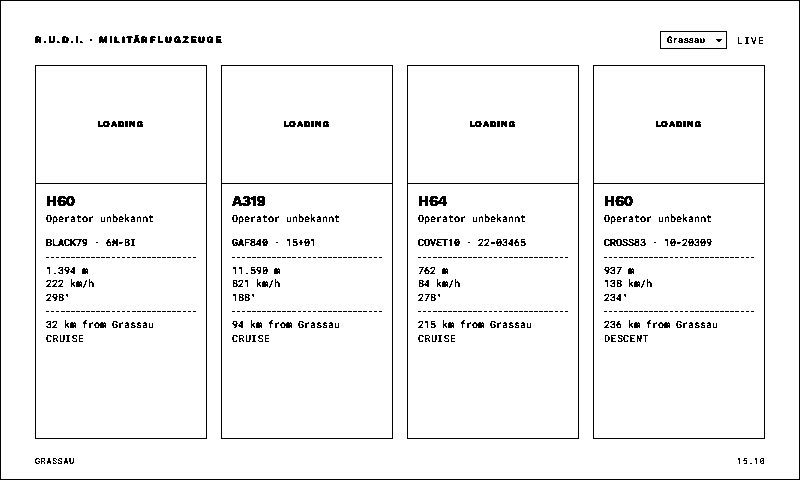 R.U.D.I. · MILITÄRFLUGZEUGE
Grassau
LIVE
LOADING
H60
Operator unbekannt
BLACK79 · 6M-BI
1.394 m
222 km/h
298°
32 km from Grassau
CRUISE
LOADING
A319
Operator unbekannt
GAF840 · 15+01
11.590 m
821 km/h
188°
94 km from Grassau
CRUISE
LOADING
H64
Operator unbekannt
COVET10 · 22-03465
762 m
84 km/h
278°
215 km from Grassau
CRUISE
LOADING
H60
Operator unbekannt
CROSS83 · 10-20309
937 m
138 km/h
234°
236 km from Grassau
DESCENT
GRASSAU
15.10